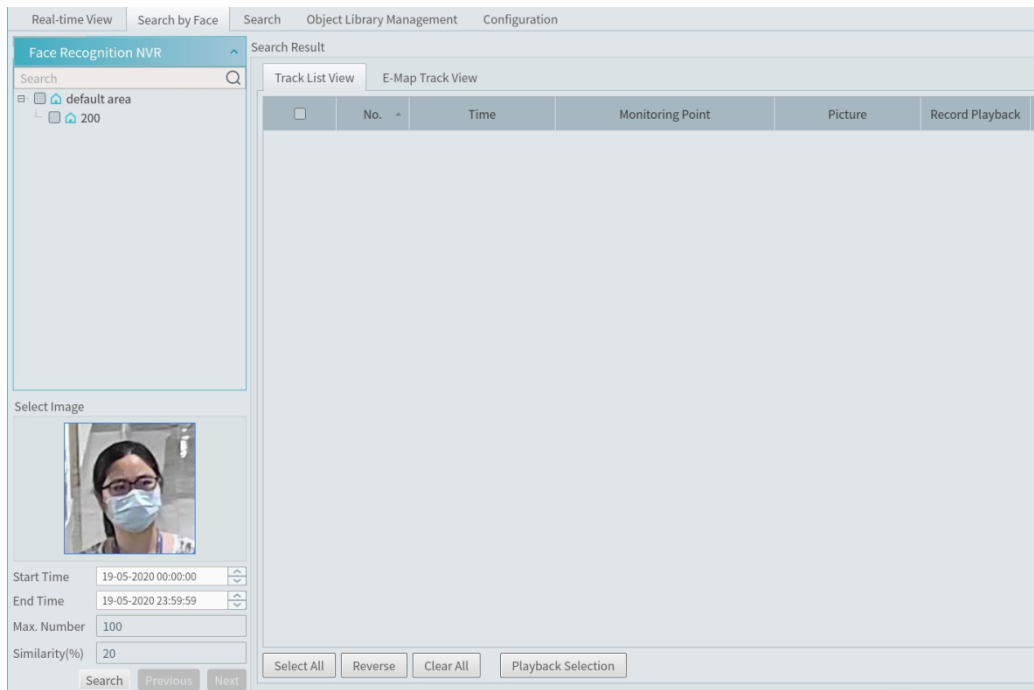 Real-time View Search by Face Search Object Library Management Configuration
Face Recognition NVR
Search
default area
200
Search Result
Track List View E-Map Track View
No. Time Monitoring Point Picture Record Playback
Select Image
Start Time 19-05-2020 00:00:00
End Time 19-05-2020 23:59:59
Max. Number 100
Similarity(%) 20
Search Previous Next
Select All Reverse Clear All Playback Selection